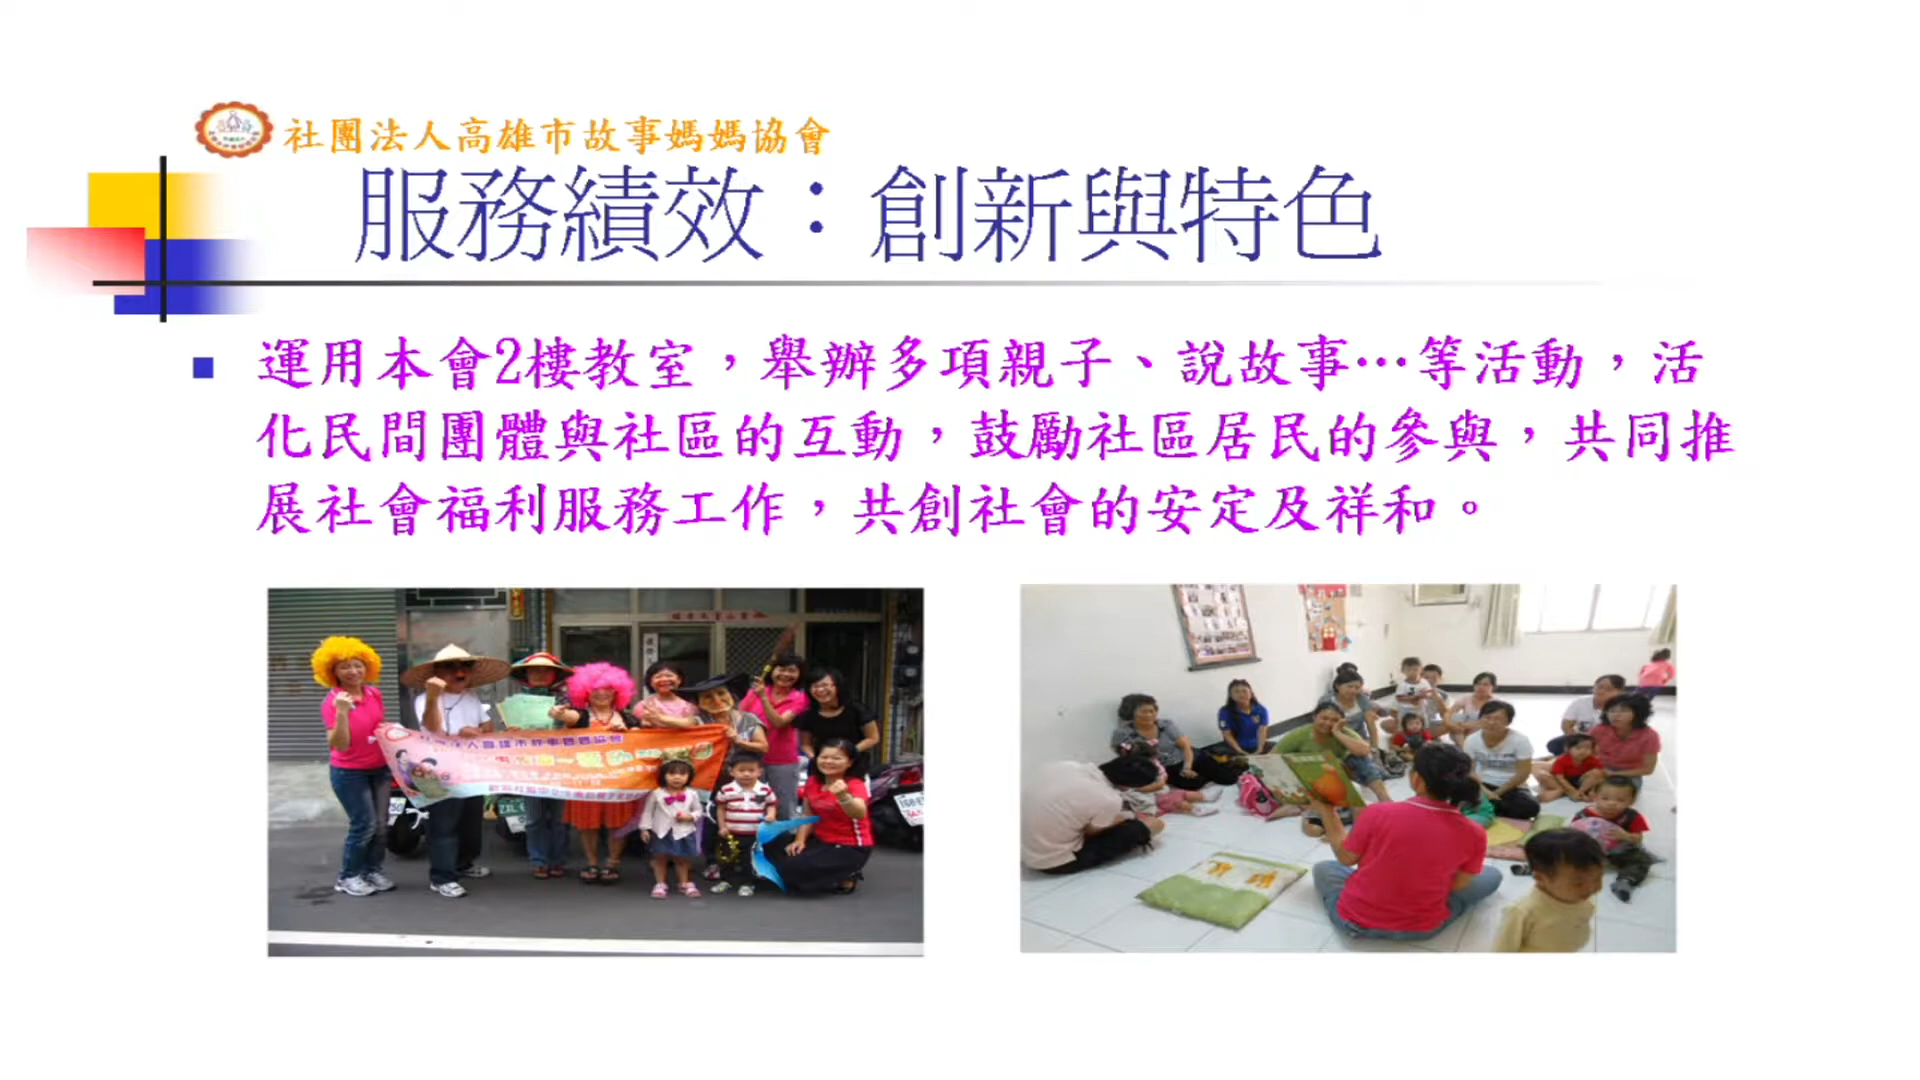 社團法人高雄市故事媽媽協會
服務績效：創新與特色
運用本會2樓教室，舉辦多項親子、說故事…等活動，活
化民間團體與社區的互動，鼓勵社區居民的參與，共同推
展社會福利服務工作，共創社會的安定及祥和。